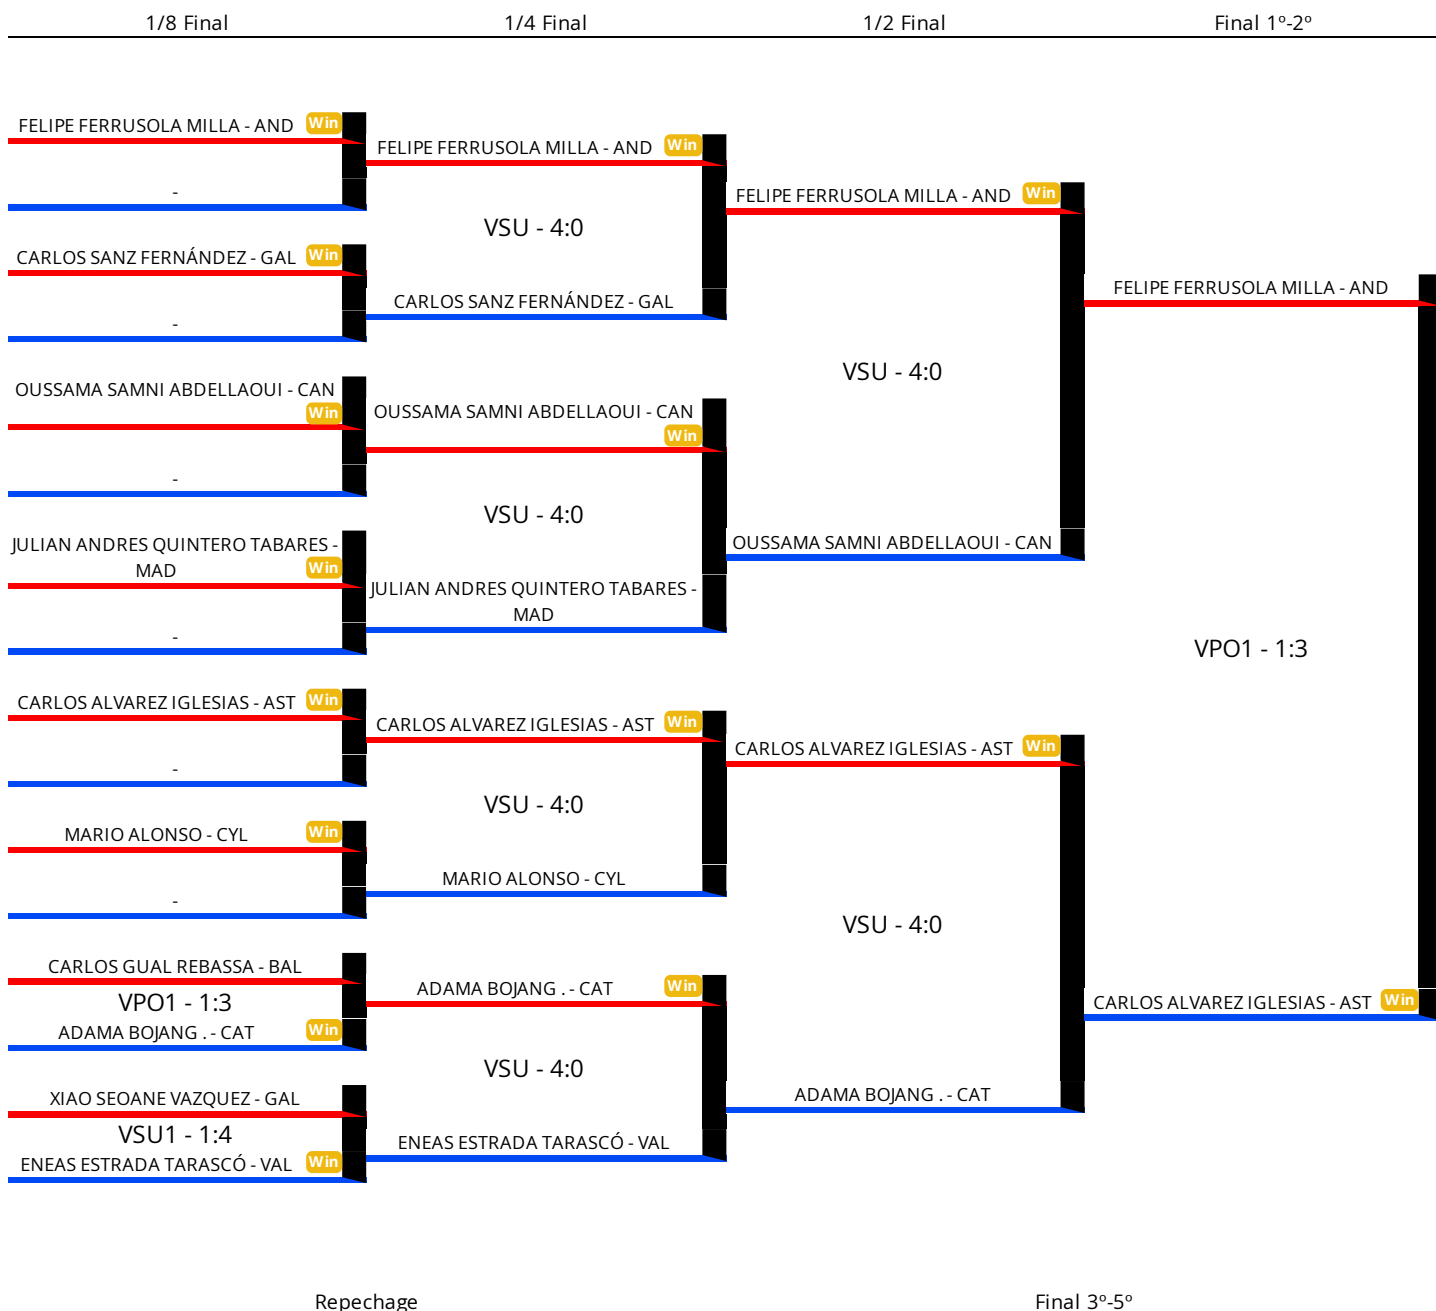 1/8 Final
1/4 Final
1/2 Final
Final 1º-2º
FELIPE FERRUSOLA MILLA - AND Win
-
CARLOS SANZ FERNÁNDEZ - GAL Win
-
OUSSAMA SAMNI ABDELLAOUI - CAN
Win
-
JULIAN ANDRES QUINTERO TABARES -
MAD Win
-
CARLOS ALVAREZ IGLESIAS - AST Win
-
MARIO ALONSO - CYL Win
-
CARLOS GUAL REBASSA - BAL
VPO1 - 1:3
ADAMA BOJANG . - CAT Win
XIAO SEOANE VAZQUEZ - GAL
VSU1 - 1:4
ENEAS ESTRADA TARASCÓ - VAL Win
FELIPE FERRUSOLA MILLA - AND Win
VSU - 4:0
CARLOS SANZ FERNÁNDEZ - GAL
OUSSAMA SAMNI ABDELLAOUI - CAN
Win
VSU - 4:0
JULIAN ANDRES QUINTERO TABARES -
MAD
CARLOS ALVAREZ IGLESIAS - AST Win
VSU - 4:0
MARIO ALONSO - CYL
ADAMA BOJANG . - CAT Win
VSU - 4:0
ENEAS ESTRADA TARASCÓ - VAL
FELIPE FERRUSOLA MILLA - AND Win
VSU - 4:0
OUSSAMA SAMNI ABDELLAOUI - CAN
CARLOS ALVAREZ IGLESIAS - AST Win
VSU - 4:0
ADAMA BOJANG . - CAT
FELIPE FERRUSOLA MILLA - AND
VPO1 - 1:3
CARLOS ALVAREZ IGLESIAS - AST Win
Repechage
Final 3º-5º